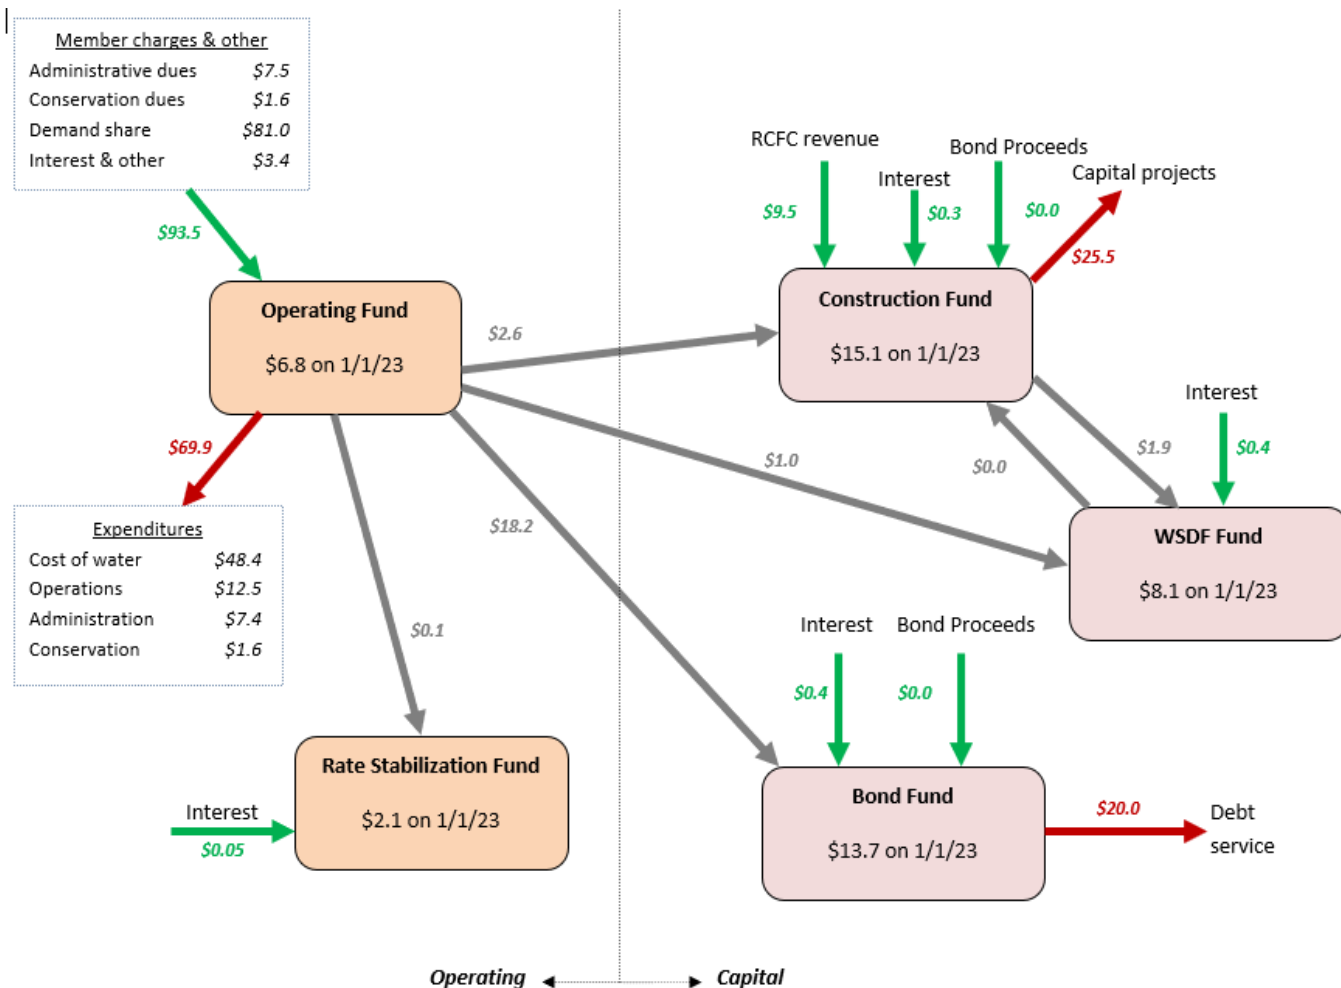 Member charges & other
Administrative dues $7.5
Conservation dues $1.6
Demand share $81.0
Interest & other $3.4
$93.5
Operating Fund
$6.8 on 1/1/23
$69.9
Expenditures
Cost of water $48.4
Operations $12.5
Administration $7.4
Conservation $1.6
$0.1
Rate Stabilization Fund
$2.1 on 1/1/23
Interest
$0.05
$2.6
$1.0
$18.2
RCFC revenue
$9.5
Interest
$0.3
Bond Proceeds
$0.0
Capital projects
$25.5
Construction Fund
$15.1 on 1/1/23
$0.0
$1.9
Interest
$0.4
WSDF Fund
$8.1 on 1/1/23
Interest
$0.4
Bond Proceeds
$0.0
Bond Fund
$13.7 on 1/1/23
$20.0
Debt
service
Operating
Capital